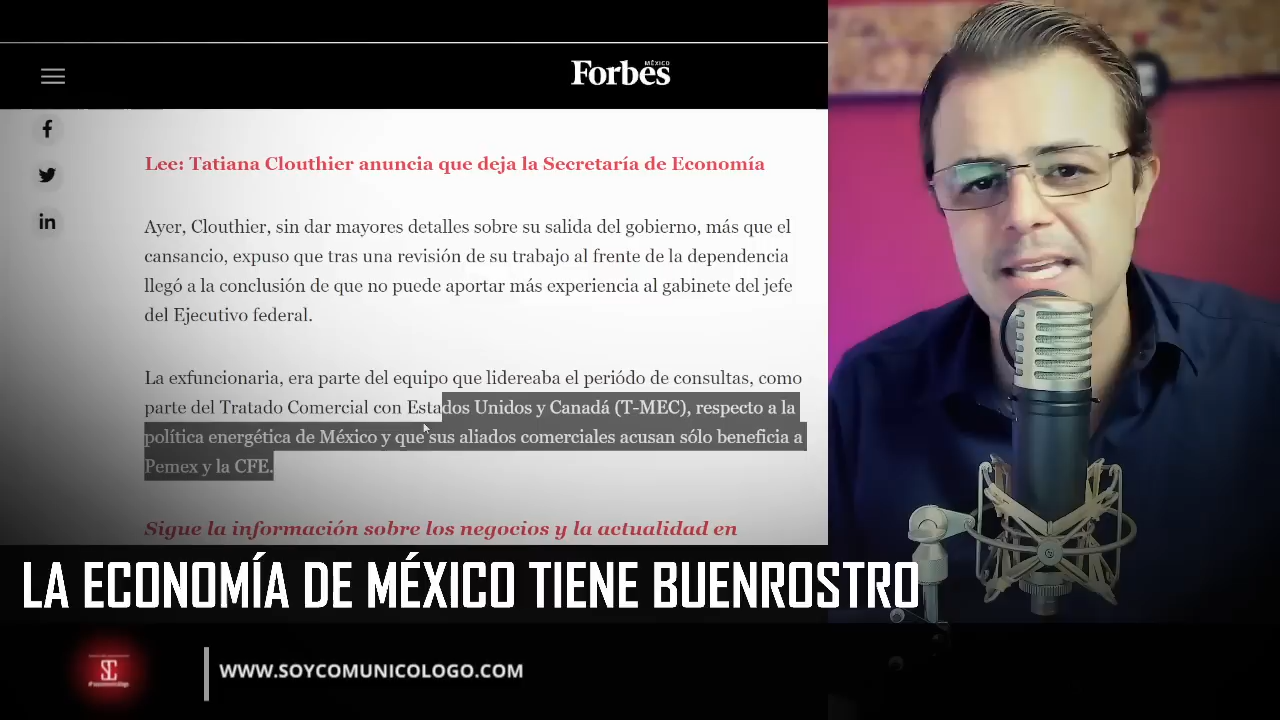 Forbes
MÉXICO
Lee: Tatiana Clouthier anuncia que deja la Secretaría de Economía
Ayer, Clouthier, sin dar mayores detalles sobre su salida del gobierno, más que el
cansancio, expuso que tras una revisión de su trabajo al frente de la dependencia
llegó a la conclusión de que no puede aportar más experiencia al gabinete del jefe
del Ejecutivo federal.
La exfuncionaria, era parte del equipo que lidereaba el periódo de consultas, como
parte del Tratado Comercial con Estados Unidos y Canadá (T-MEC), respecto a la
política energética de México y que sus aliados comerciales acusan sólo beneficia a
Pemex y la CFE.
Sigue la información sobre los negocios y la actualidad en
LA ECONOMÍA DE MÉXICO TIENE BUENROSTRO
SC
WWW.SOYCOMUNICOLOGO.COM